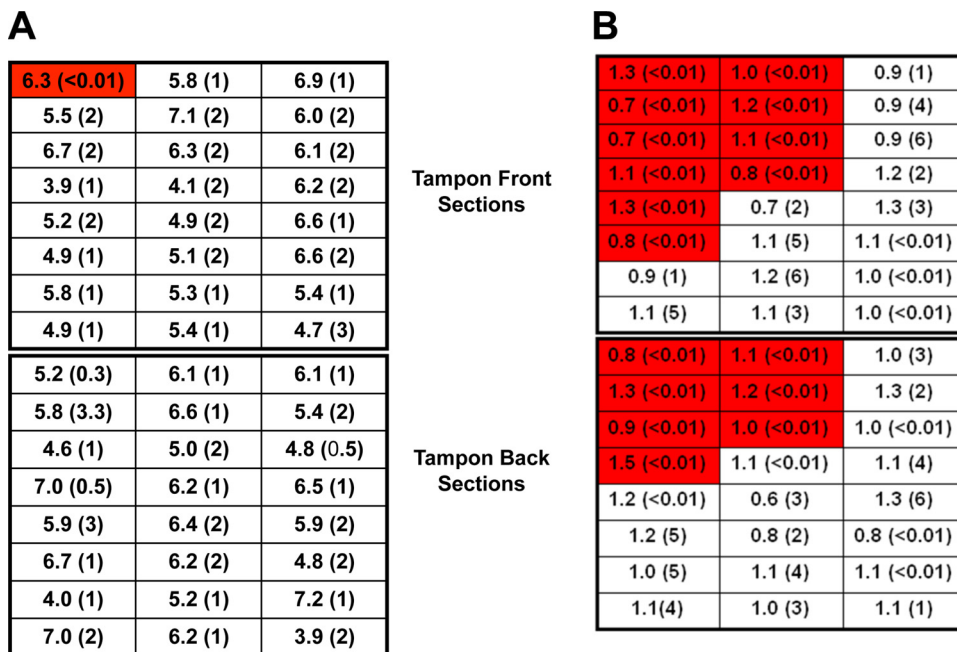 A
B
6.3 (<0.01) 5.8 (1) 6.9 (1)
5.5 (2) 7.1 (2) 6.0 (2)
6.7 (2) 6.3 (2) 6.1 (2)
3.9 (1) 4.1 (2) 6.2 (2)
5.2 (2) 4.9 (2) 6.6 (1)
4.9 (1) 5.1 (2) 6.6 (2)
5.8 (1) 5.3 (1) 5.4 (1)
4.9 (1) 5.4 (1) 4.7 (3)
5.2 (0.3) 6.1 (1) 6.1 (1)
5.8 (3.3) 6.6 (1) 5.4 (2)
4.6 (1) 5.0 (2) 4.8 (0.5)
7.0 (0.5) 6.2 (1) 6.5 (1)
5.9 (3) 6.4 (2) 5.9 (2)
6.7 (1) 6.2 (2) 4.8 (2)
4.0 (1) 5.2 (1) 7.2 (1)
7.0 (2) 6.2 (1) 3.9 (2)
Tampon Front
Sections
Tampon Back
Sections
1.3 (<0.01) 1.0 (<0.01) 0.9 (1)
0.7 (<0.01) 1.2 (<0.01) 0.9 (4)
0.7 (<0.01) 1.1 (<0.01) 0.9 (6)
1.1 (<0.01) 0.8 (<0.01) 1.2 (2)
1.3 (<0.01) 0.7 (2) 1.3 (3)
0.8 (<0.01) 1.1 (5) 1.1 (<0.01)
0.9 (1) 1.2 (6) 1.0 (<0.01)
1.1 (5) 1.1 (3) 1.0 (<0.01)
0.8 (<0.01) 1.1 (<0.01) 1.0 (3)
1.3 (<0.01) 1.2 (<0.01) 1.3 (2)
0.9 (<0.01) 1.0 (<0.01) 1.0 (<0.01)
1.5 (<0.01) 1.1 (<0.01) 1.1 (4)
1.2 (<0.01) 0.6 (3) 1.3 (6)
1.2 (5) 0.8 (2) 0.8 (<0.01)
1.0 (5) 1.1 (4) 1.1 (<0.01)
1.1(4) 1.0 (3) 1.1 (1)